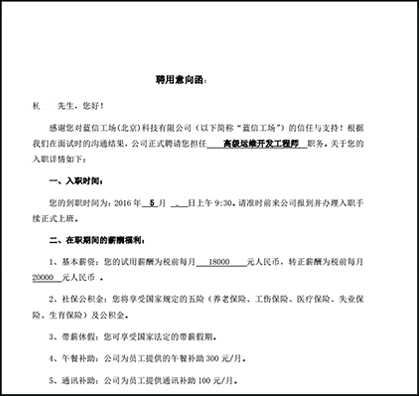 聘用意向函：
先生，您好！
感谢您对蓝信工场(北京)科技有限公司（以下简称“蓝信工场”）的信任与支持！根据
我们在面试时的沟通结果，公司正式聘请您担任 高级运维开发工程师 职务。关于您的
入职详情如下：
一、入职时间：
您的到职时间为：2016 年 5 月 日上午 9:30。请准时前来公司报到并办理入职手
续正式上班。
二、在职期间的薪酬福利：
1、基本薪资：您的试用薪酬为税前每月 18000 元人民币，转正薪酬为税前每月
20000 元人民币 。
2、社保公积金：您将享受国家规定的五险（养老保险、工伤保险、医疗保险、失业保
险、生育保险）及公积金。
3、带薪休假：您可享受国家法定的带薪假期。
4、午餐补助：公司为员工提供的午餐补助 300 元/月。
5、通讯补助：公司为员工提供通讯补助 100 元/月。